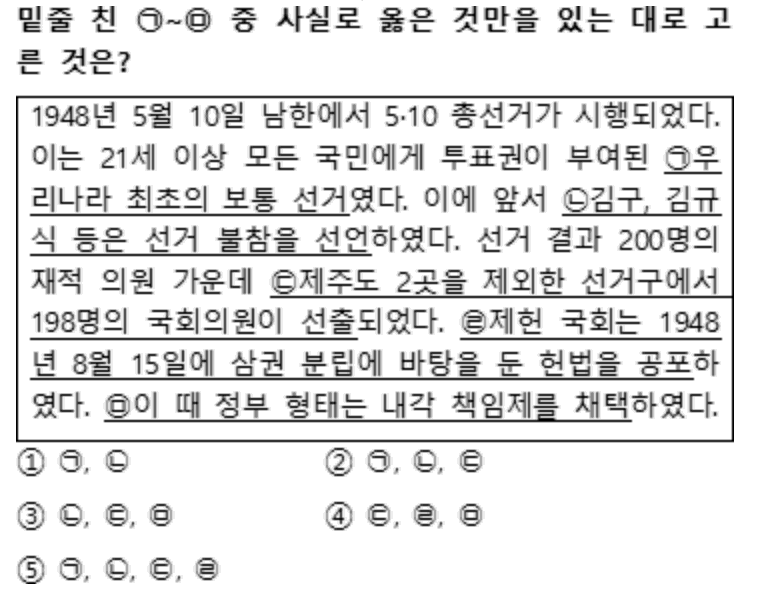 밑줄 친 ㉠~㉤ 중 사실로 옳은 것만을 있는 대로 고
른 것은?
1948년 5월 10일 남한에서 5·10 총선거가 시행되었다.
이는 21세 이상 모든 국민에게 투표권이 부여된 ㉠우
리나라 최초의 보통 선거였다. 이에 앞서 ㉡김구, 김규
식 등은 선거 불참을 선언하였다. 선거 결과 200명의
재적 의원 가운데 ㉢제주도 2곳을 제외한 선거구에서
198명의 국회의원이 선출되었다. ㉣제헌 국회는 1948
년 8월 15일에 삼권 분립에 바탕을 둔 헌법을 공포하
였다. ㉤이 때 정부 형태는 내각 책임제를 채택하였다.
① ㉠, ㉡ ② ㉠, ㉡, ㉢
③ ㉡, ㉢, ㉤ ④ ㉢, ㉣, ㉤
⑤ ㉠, ㉡, ㉢, ㉣